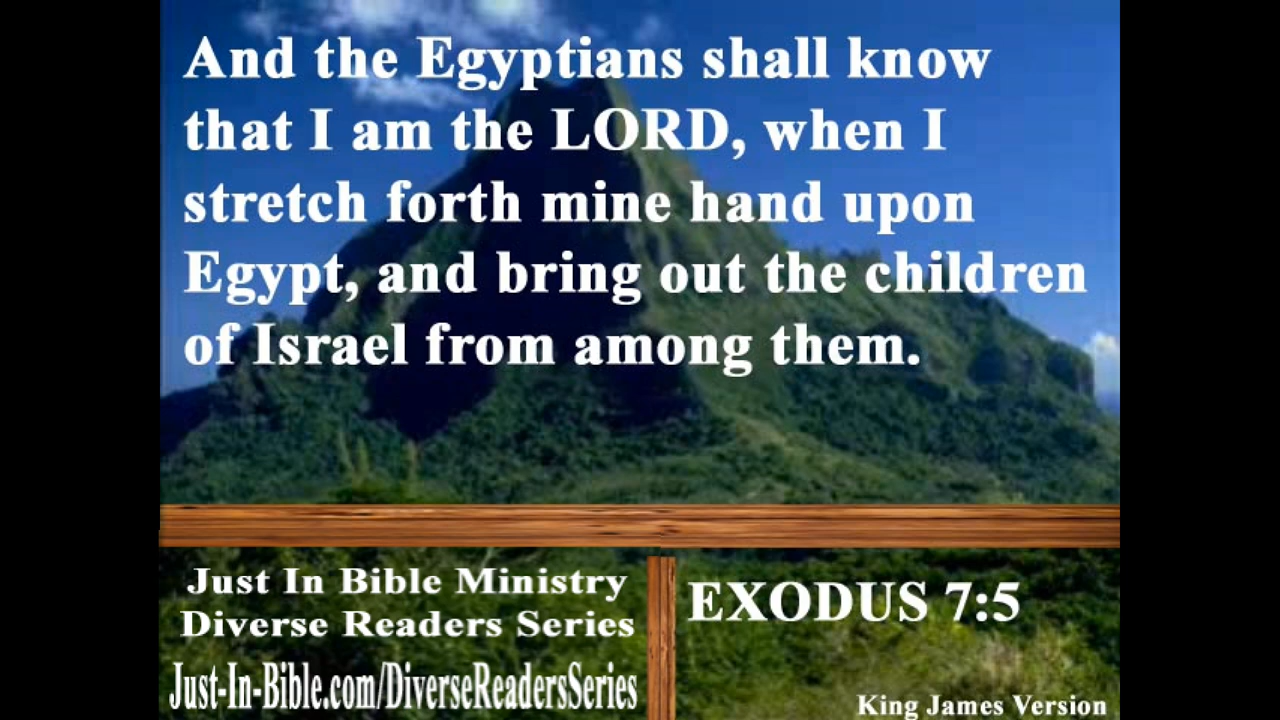 And the Egyptians shall know
that I am the LORD, when I
stretch forth mine hand upon
Egypt, and bring out the children
of Israel from among them.
Just In Bible Ministry
Diverse Readers Series
Just-In-Bible.com/DiverseReadersSeries
EXODUS 7:5
King James Version